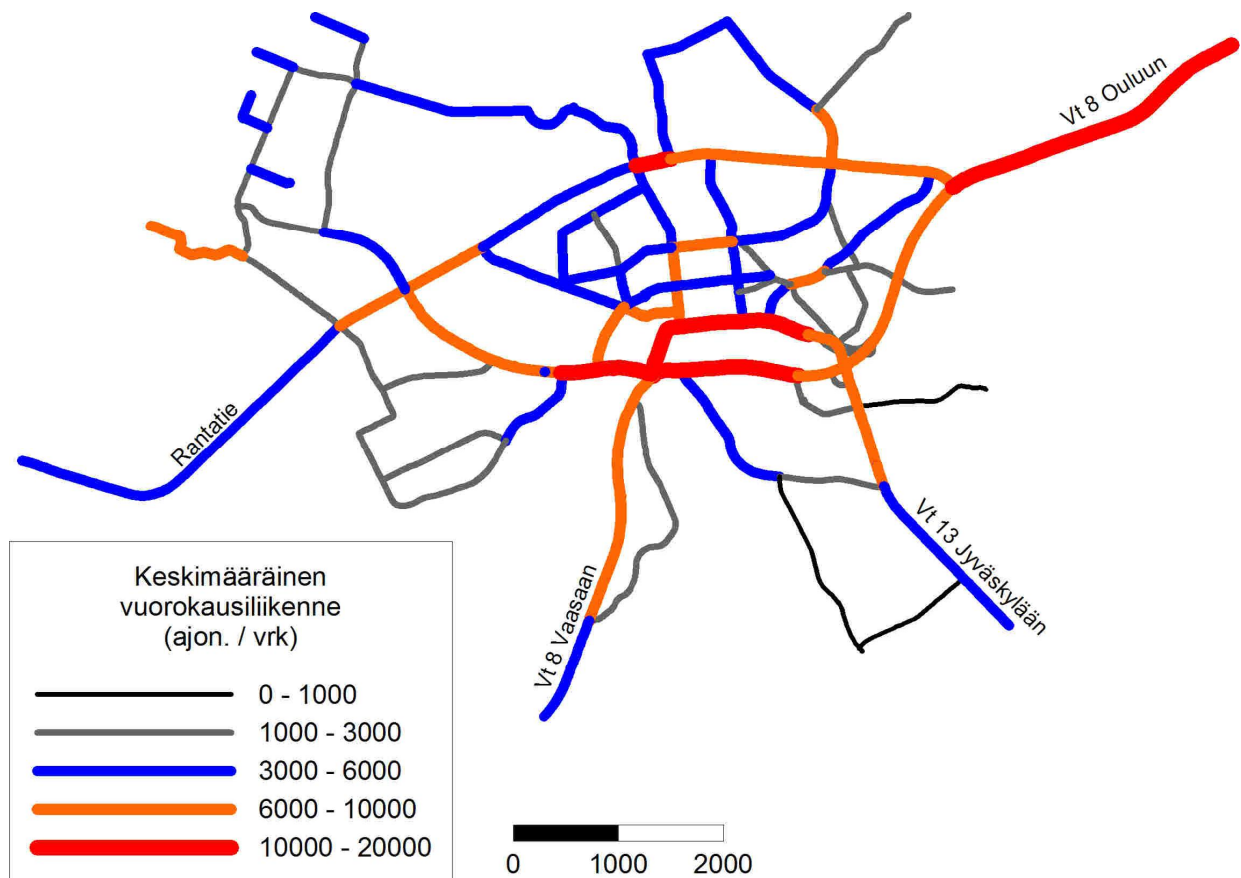 Vt 8 Ouluun
Rantatie
Vt 8 Vaasaan
Vt 13 Jyväskylään
Keskimääräinen
vuorokausiliikenne
(ajon. / vrk)
0 - 1000
1000 - 3000
3000 - 6000
6000 - 10000
10000 - 20000
0 1000 2000